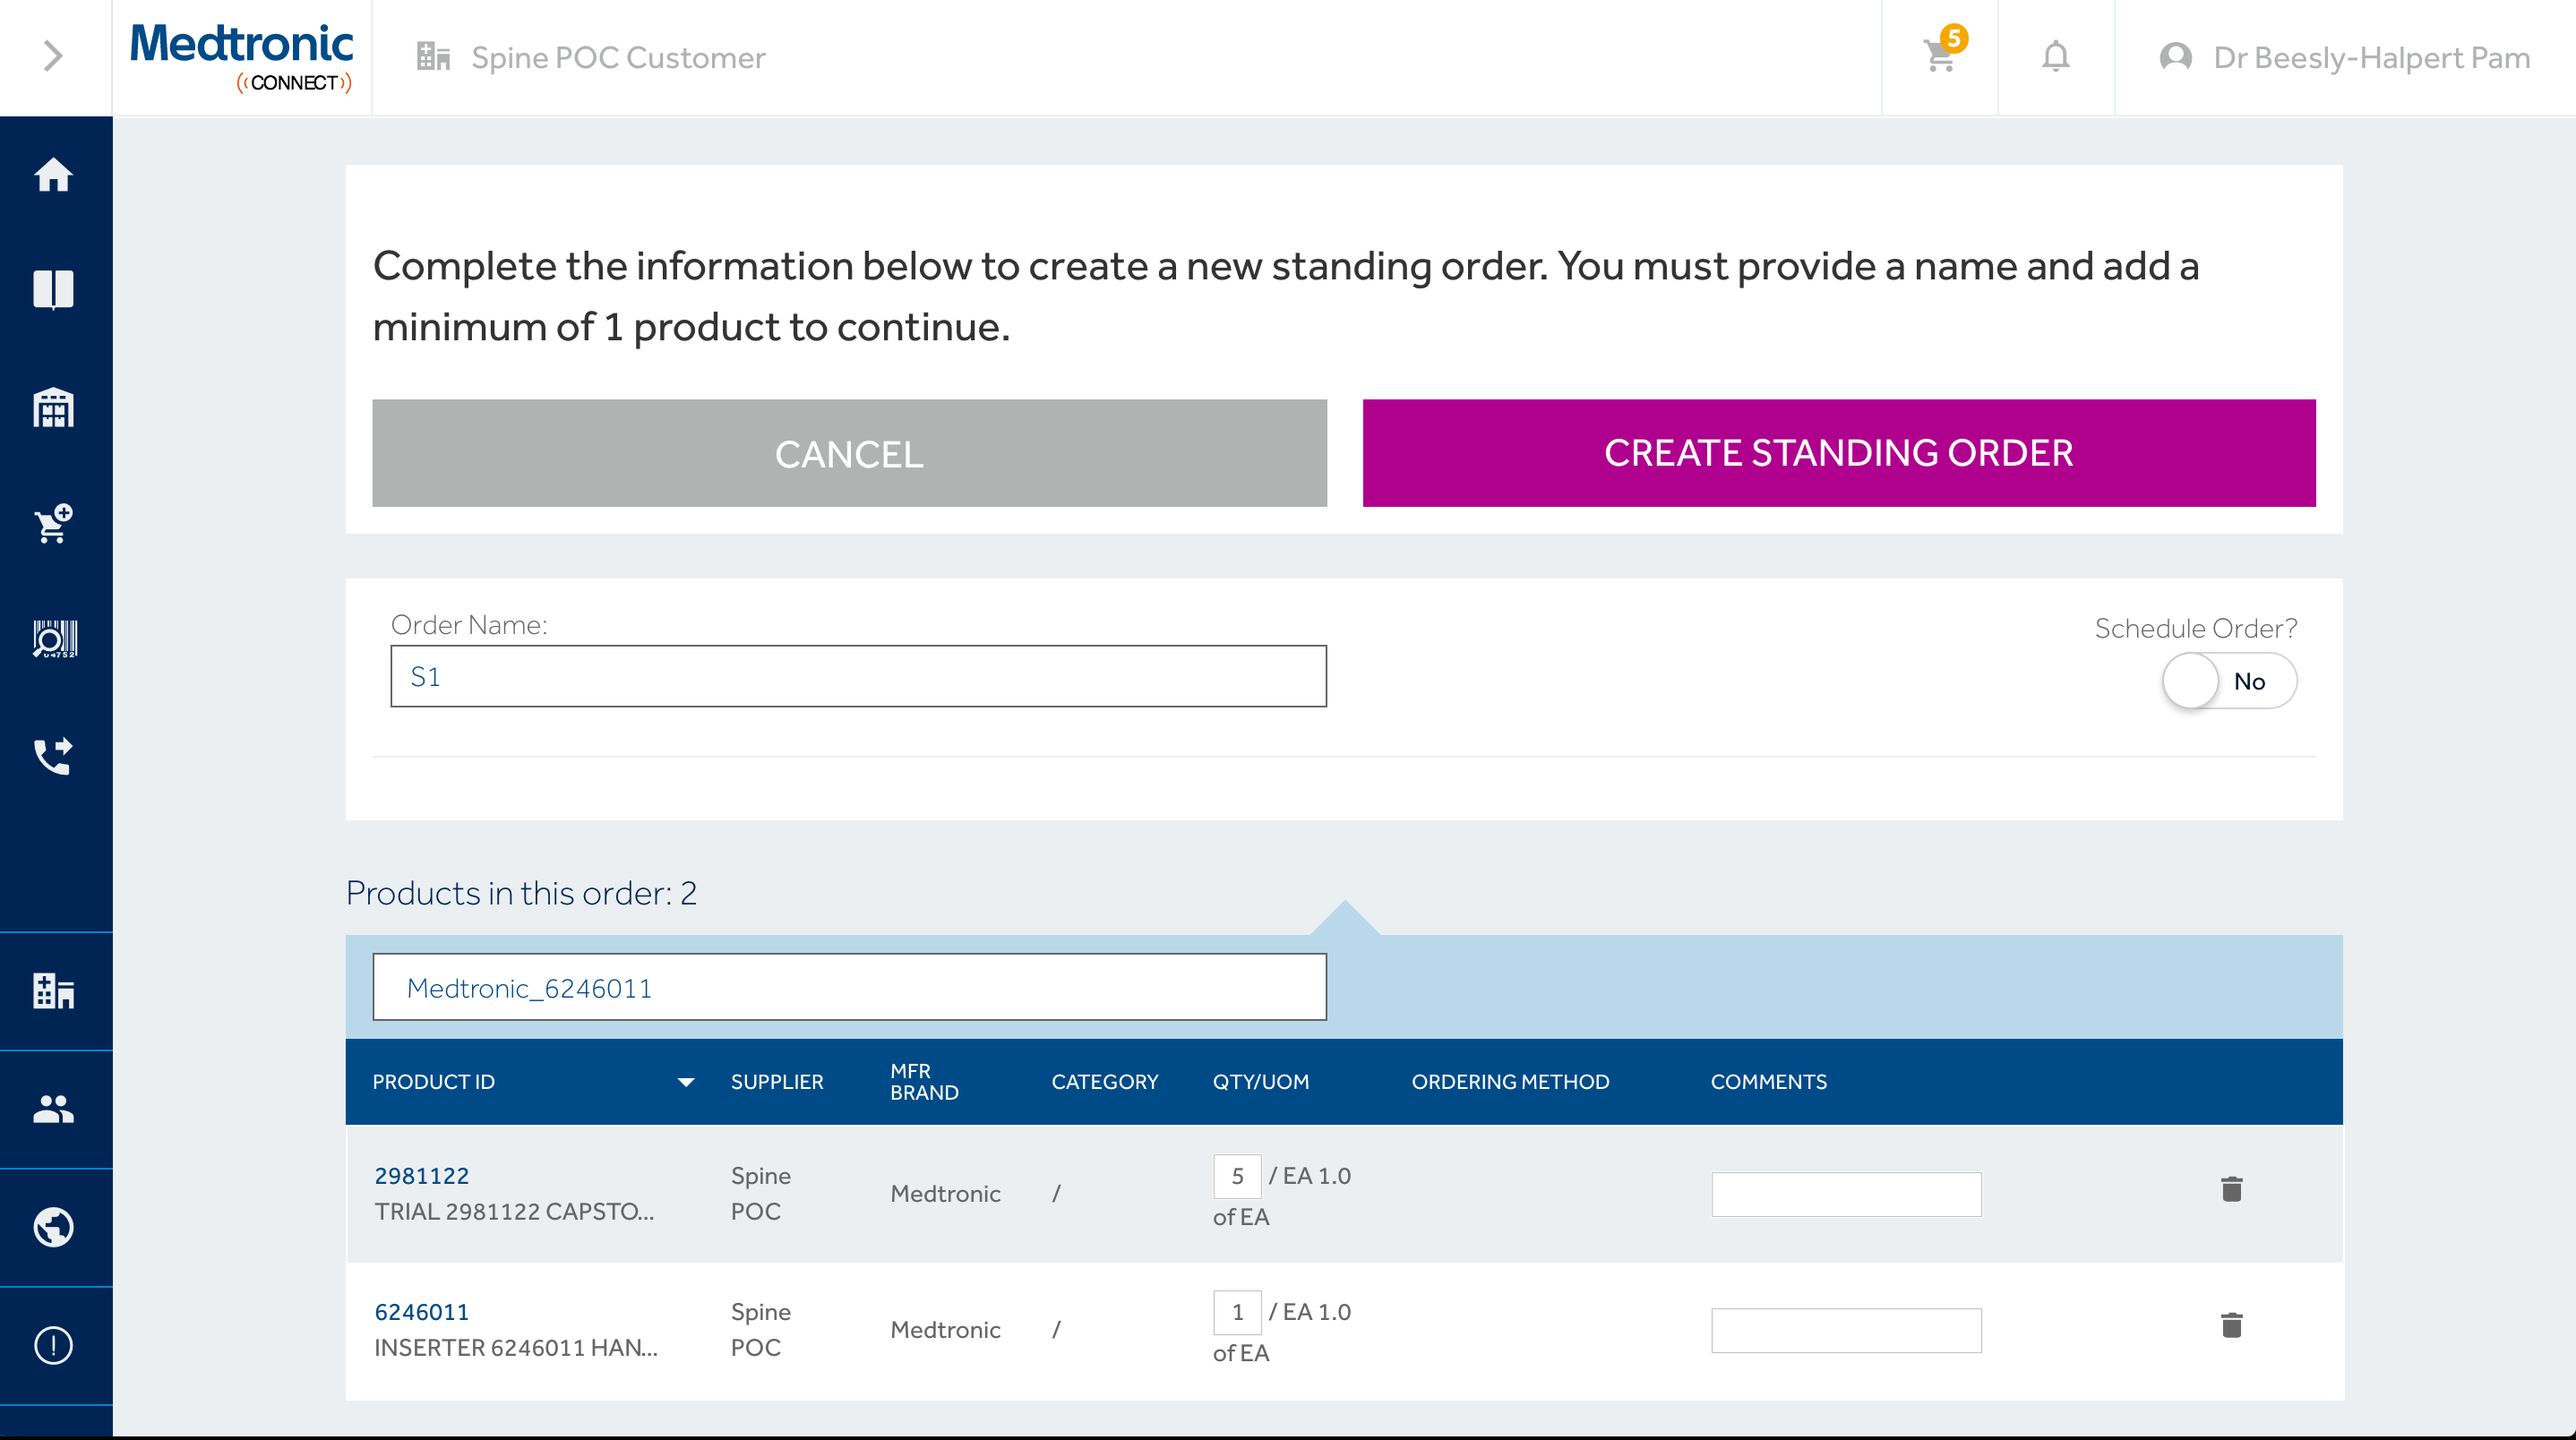 Medtronic
CONNECT
Spine POC Customer
5
Dr Beesly-Halpert Pam
Complete the information below to create a new standing order. You must provide a name and add a
minimum of 1 product to continue.
CANCEL
CREATE STANDING ORDER
Order Name:
Schedule Order?
S1
No
Products in this order: 2
Medtronic_6246011
PRODUCT ID
SUPPLIER
MFR
BRAND
CATEGORY
QTY/UOM
ORDERING METHOD
COMMENTS
2981122
TRIAL 2981122 CAPSTO...
Spine
POC
Medtronic
/
5 / EA 1.0
of EA
6246011
INSERTER 6246011 HAN...
Spine
POC
Medtronic
/
1 / EA 1.0
of EA